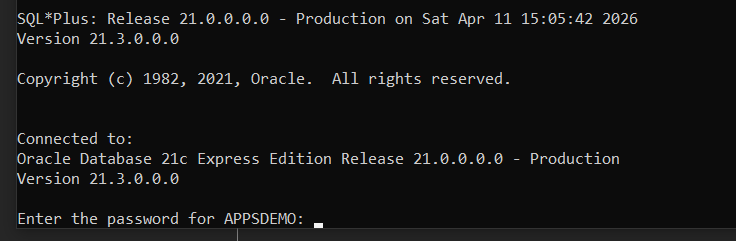 SQL*Plus: Release 21.0.0.0.0 - Production on Sat Apr 11 15:05:42 2026
Version 21.3.0.0.0
Copyright (c) 1982, 2021, Oracle.  All rights reserved.
Connected to:
Oracle Database 21c Express Edition Release 21.0.0.0.0 - Production
Version 21.3.0.0.0
Enter the password for APPSDEMO: